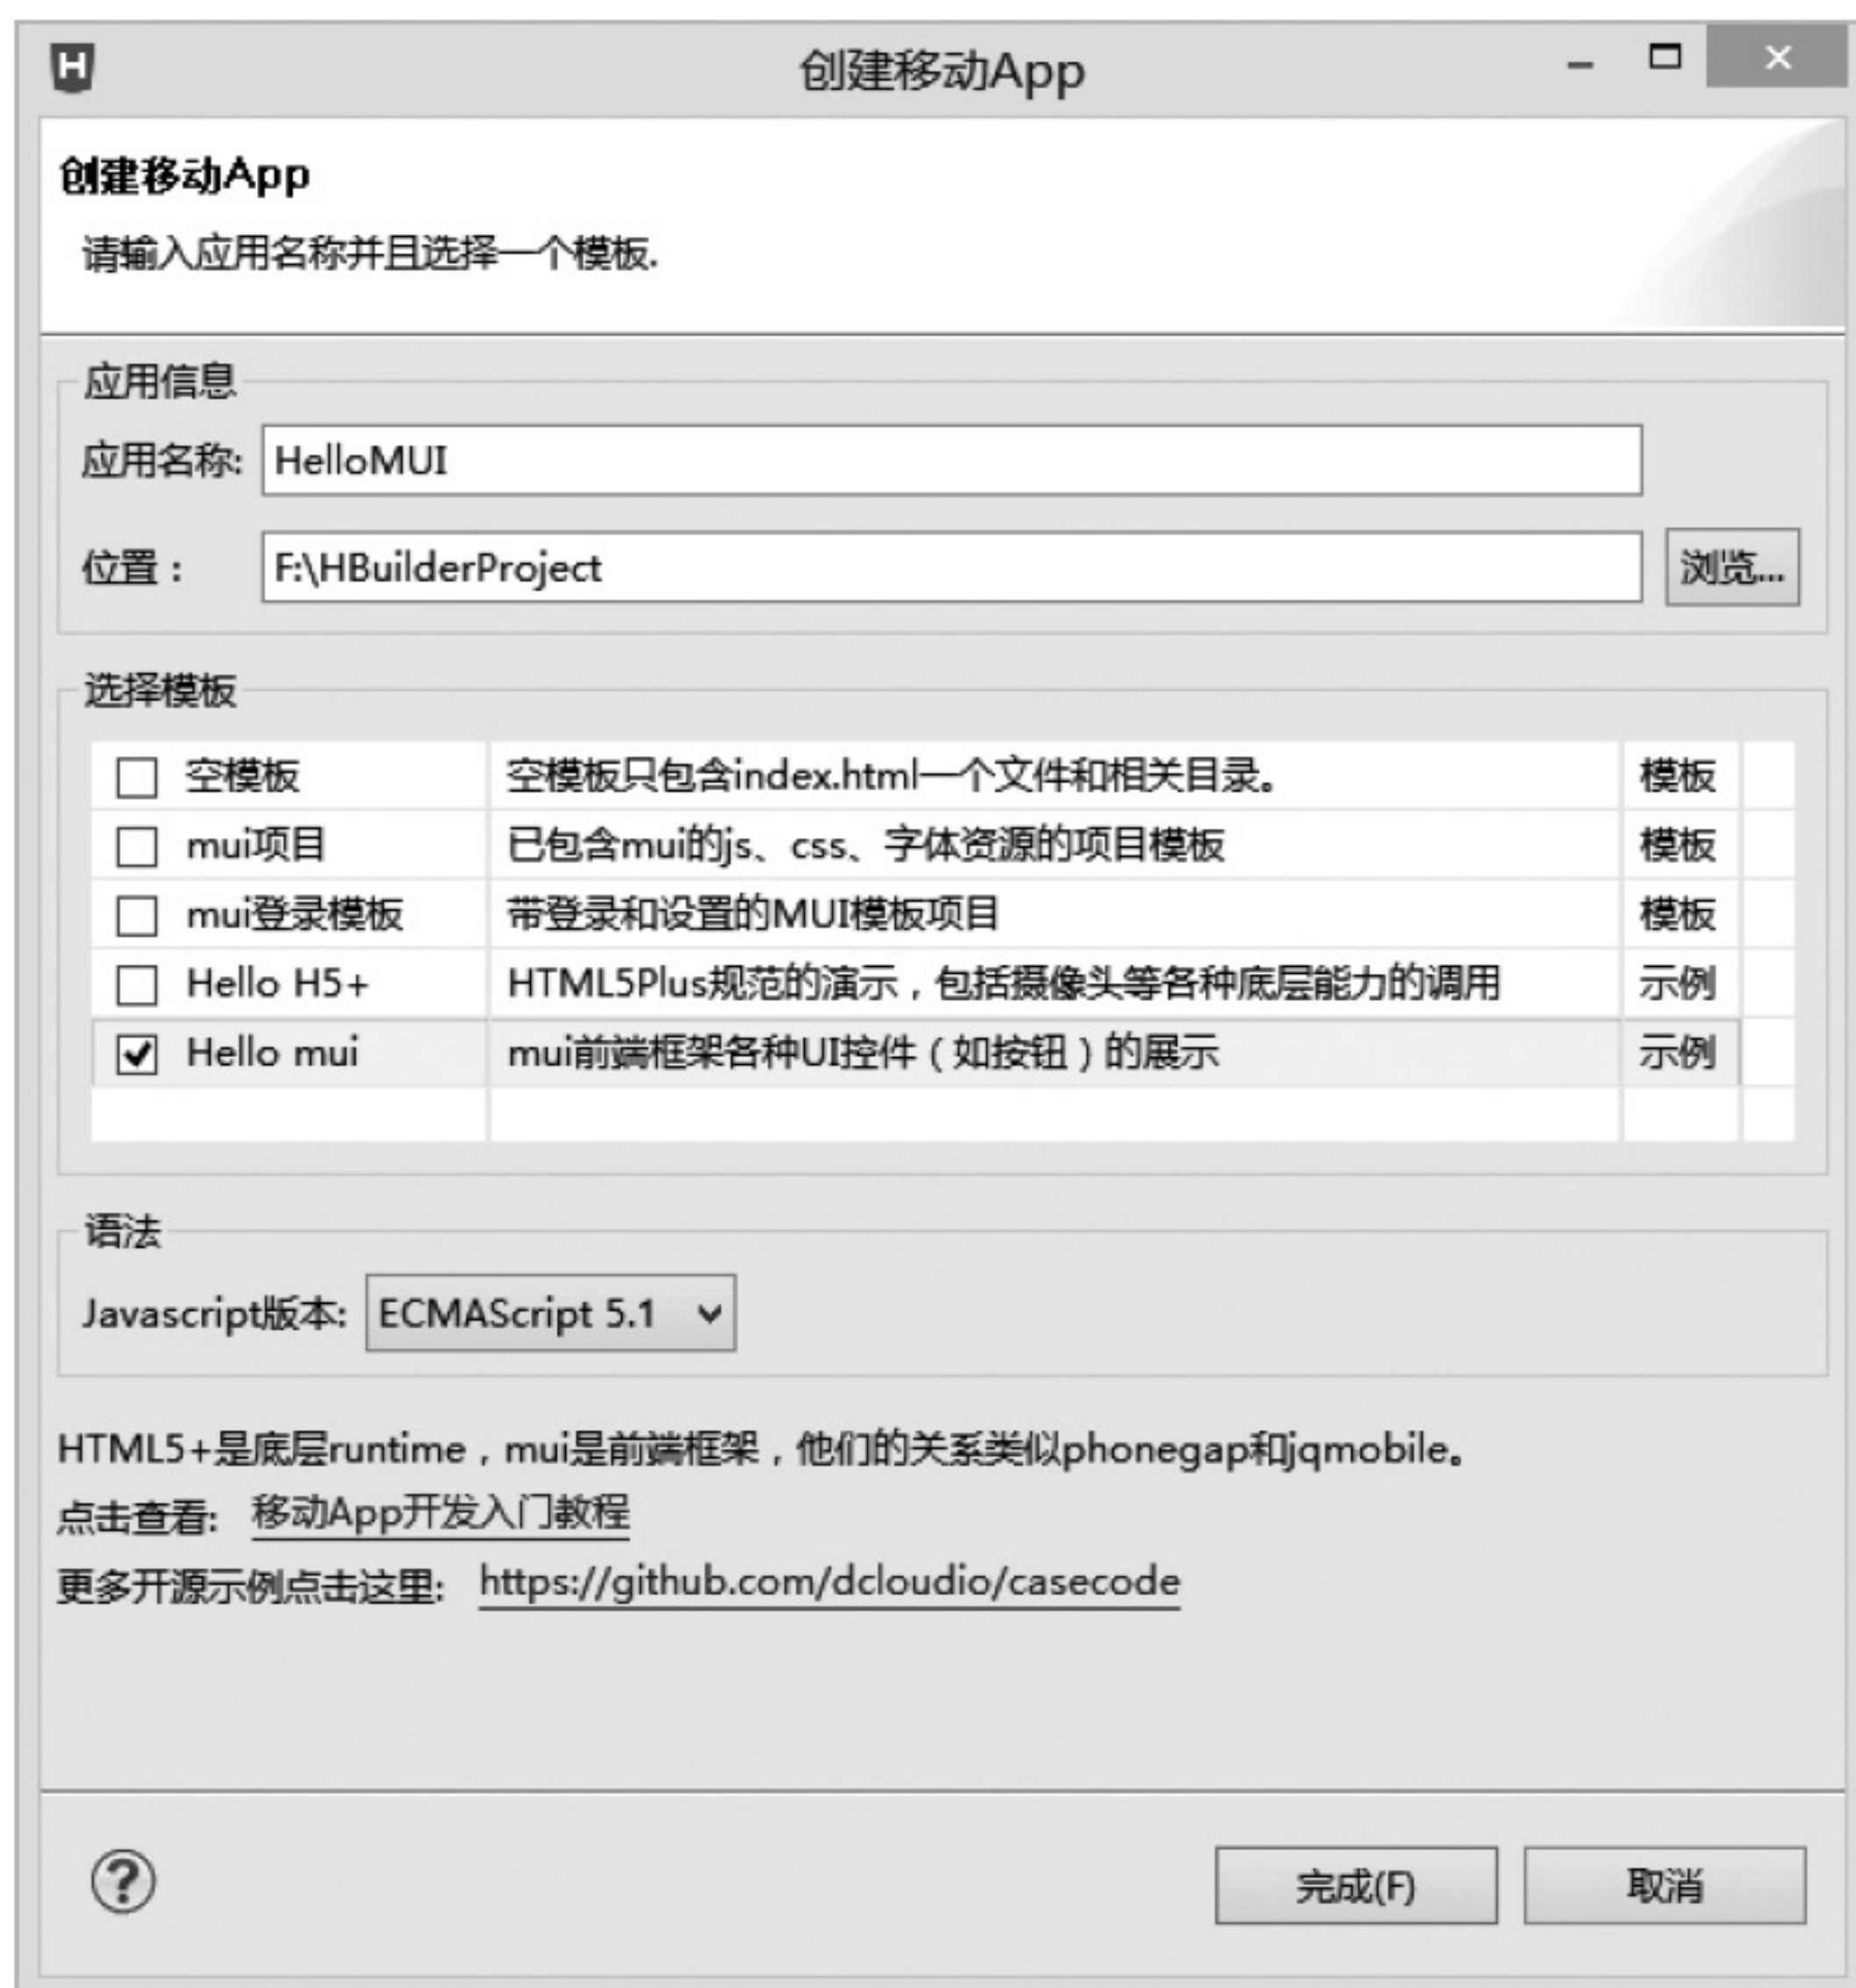 H
创建移动App
创建移动App
请输入应用名称并且选择一个模板.
应用信息
应用名称: HelloMUI
位置： F:\HBuilderProject 浏览...
选择模板
空模板 空模板只包含index.html一个文件和相关目录。 模板
mui项目 已包含mui的js、css、字体资源的项目模板 模板
mui登录模板 带登录和设置的MUI模板项目 模板
Hello H5+ HTML5Plus规范的演示，包括摄像头等各种底层能力的调用 示例
Hello mui mui前端框架各种UI控件（如按钮）的展示 示例
语法
Javascript版本: ECMAScript 5.1
HTML5+是底层runtime，mui是前端框架，他们的关系类似phonegap和jqmobile。
点击查看: 移动App开发入门教程
更多开源示例点击这里: https://github.com/dcloudio/casecode
? 完成(F) 取消